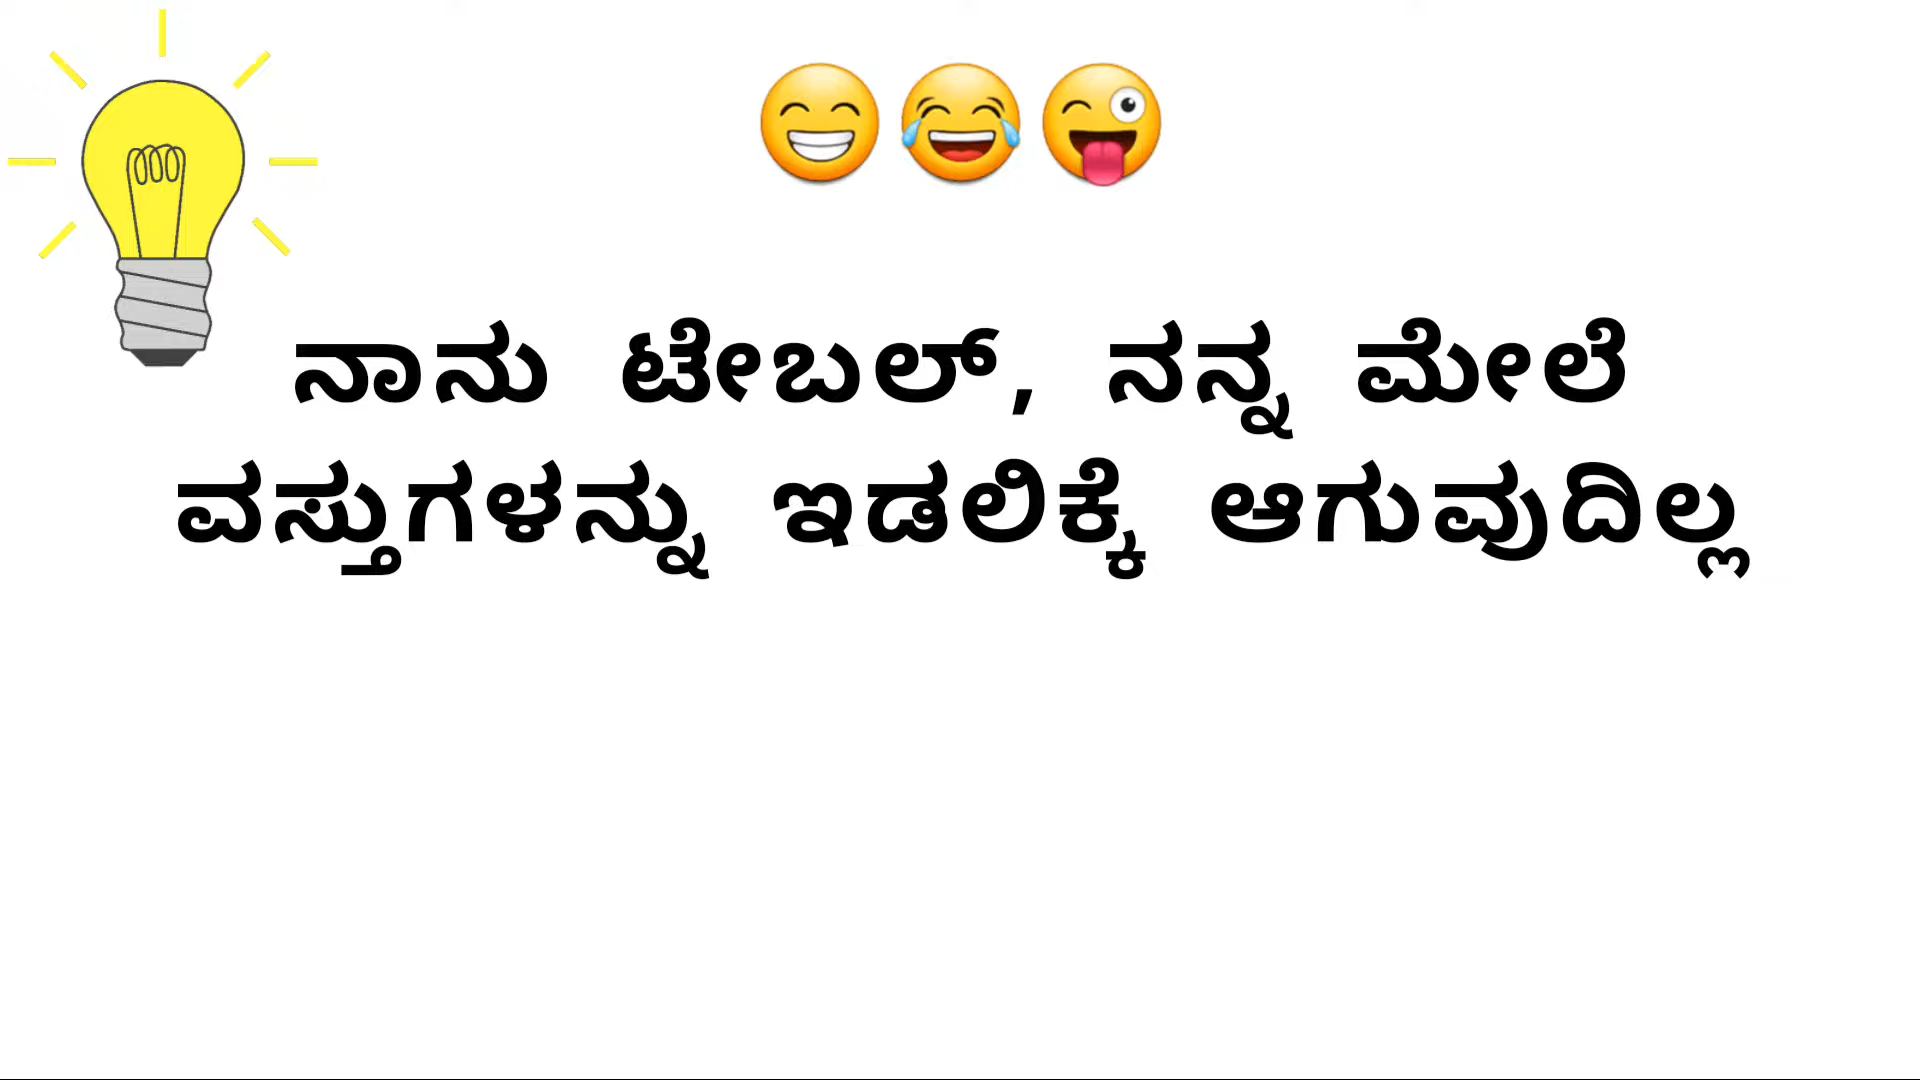 ನಾನು ಟೇಬಲ್, ನನ್ನ ಮೇಲೆ
ವಸ್ತುಗಳನ್ನು ಇಡಲಿಕ್ಕೆ ಆಗುವುದಿಲ್ಲ